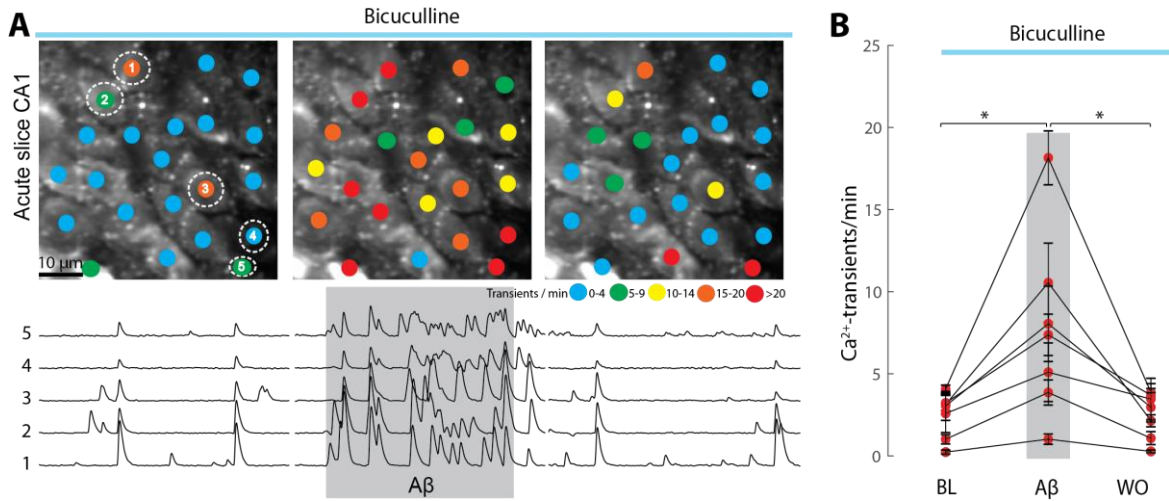 A
Bicuculline
Acute slice CA1
1
2
3
4
5
10 µm
Transients / min 0-4 5-9 10-14 15-20 >20
5
4
3
2
1
Aβ
B
Bicuculline
25
20
15
10
5
0
Ca²⁺-transients/min
* *
BL Aβ WO